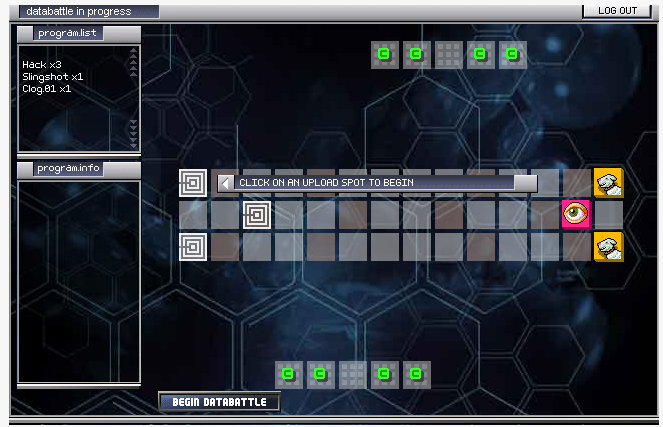 databattle in progress
LOG OUT
program.list
Hack x3
Slingshot x1
Clog.01 x1
program.info
CLICK ON AN UPLOAD SPOT TO BEGIN
BEGIN DATABATTLE